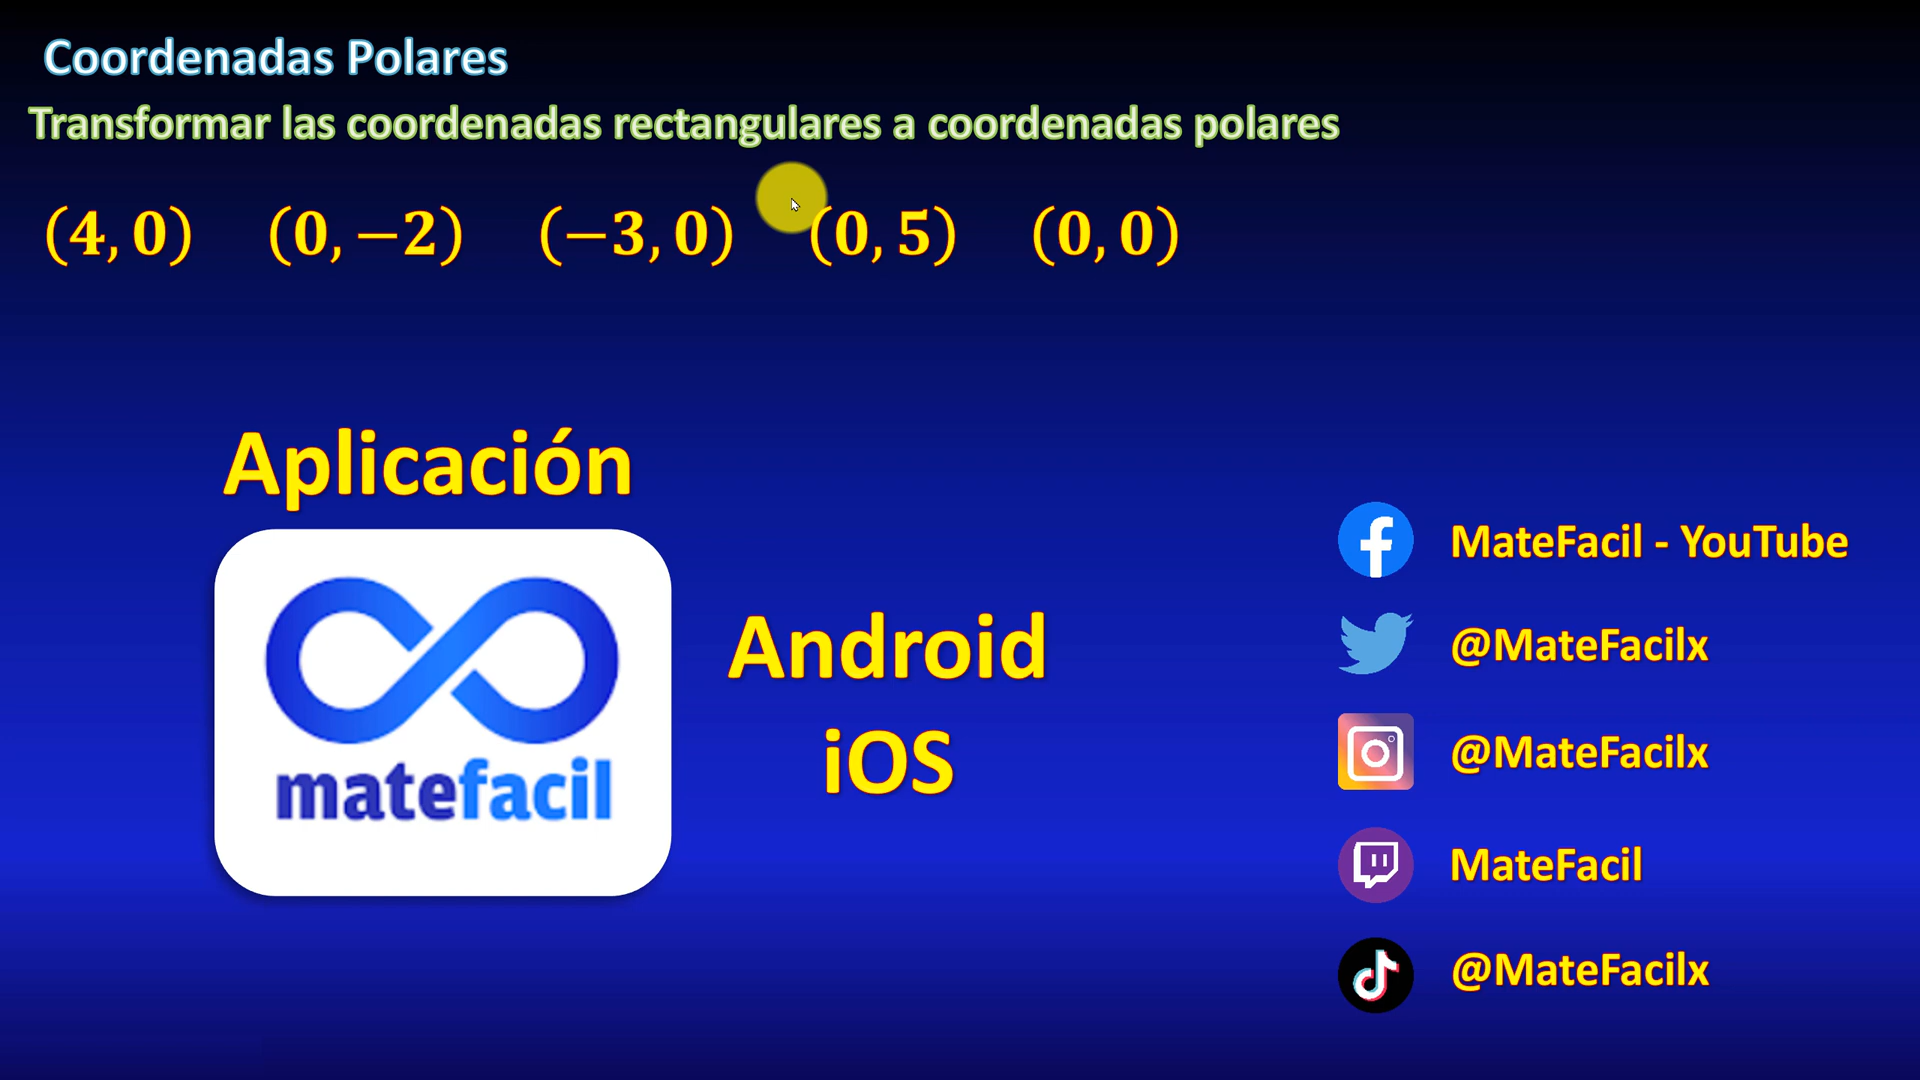 Coordenadas Polares
Transformar las coordenadas rectangulares a coordenadas polares
(4, 0) (0, −2) (−3, 0) (0, 5) (0, 0)
Aplicación
matefacil
Android
iOS
MateFacil - YouTube
@MateFacilx
@MateFacilx
MateFacil
@MateFacilx